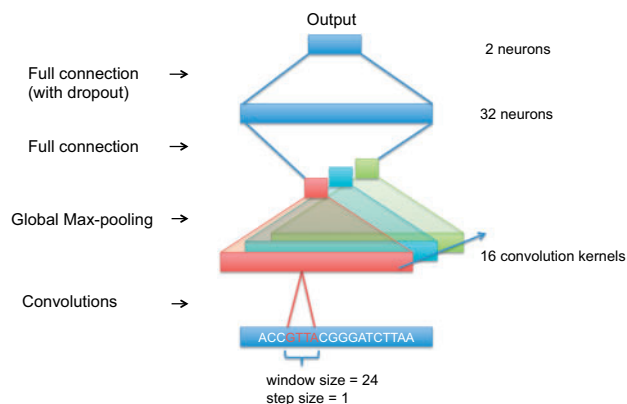 Output
2 neurons
Full connection
(with dropout)
32 neurons
Full connection
Global Max-pooling
16 convolution kernels
Convolutions
ACCGTTACGGGATCTTAA
window size = 24
step size = 1